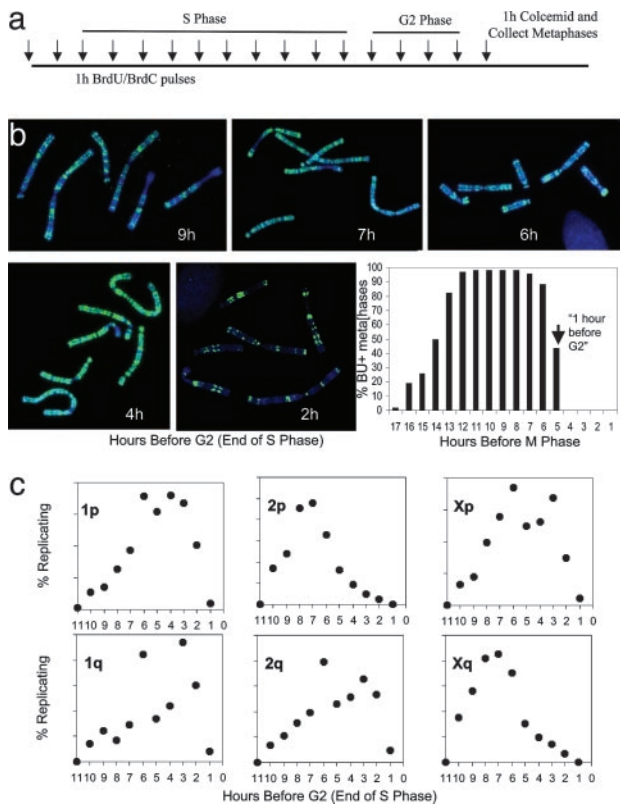 a
S Phase
G2 Phase
1h Colcemid and
Collect Metaphases
1h BrdU/BrdC pulses
b
9h
7h
6h
4h
2h
Hours Before G2 (End of S Phase)
% BU+ meta[hases
100
90
80
70
60
50
40
30
20
10
0
"1 hour
before
G2"
17 16 15 14 13 12 11 10 9 8 7 6 5 4 3 2 1
Hours Before M Phase
c
% Replicating
1p
11 10 9 8 7 6 5 4 3 2 1 0
2p
11 10 9 8 7 6 5 4 3 2 1 0
Xp
11 10 9 8 7 6 5 4 3 2 1 0
% Replicating
1q
11 10 9 8 7 6 5 4 3 2 1 0
2q
11 10 9 8 7 6 5 4 3 2 1 0
Xq
11 10 9 8 7 6 5 4 3 2 1 0
Hours Before G2 (End of S Phase)